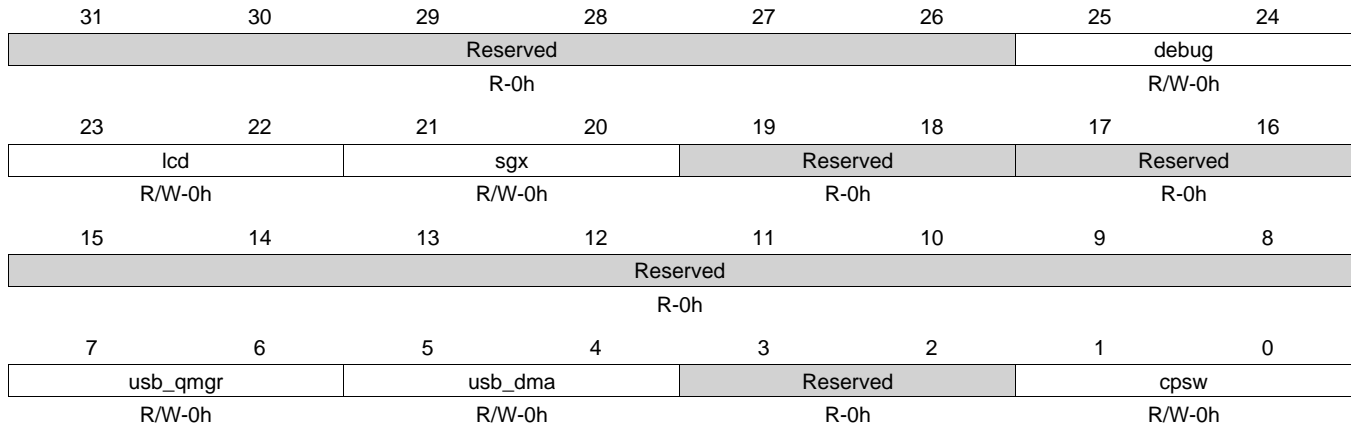 31 30 29 28 27 26 25 24
Reserved debug
R-0h R/W-0h
23 22 21 20 19 18 17 16
lcd sgx Reserved Reserved
R/W-0h R/W-0h R-0h R-0h
15 14 13 12 11 10 9 8
Reserved
R-0h
7 6 5 4 3 2 1 0
usb_qmgr usb_dma Reserved cpsw
R/W-0h R/W-0h R-0h R/W-0h